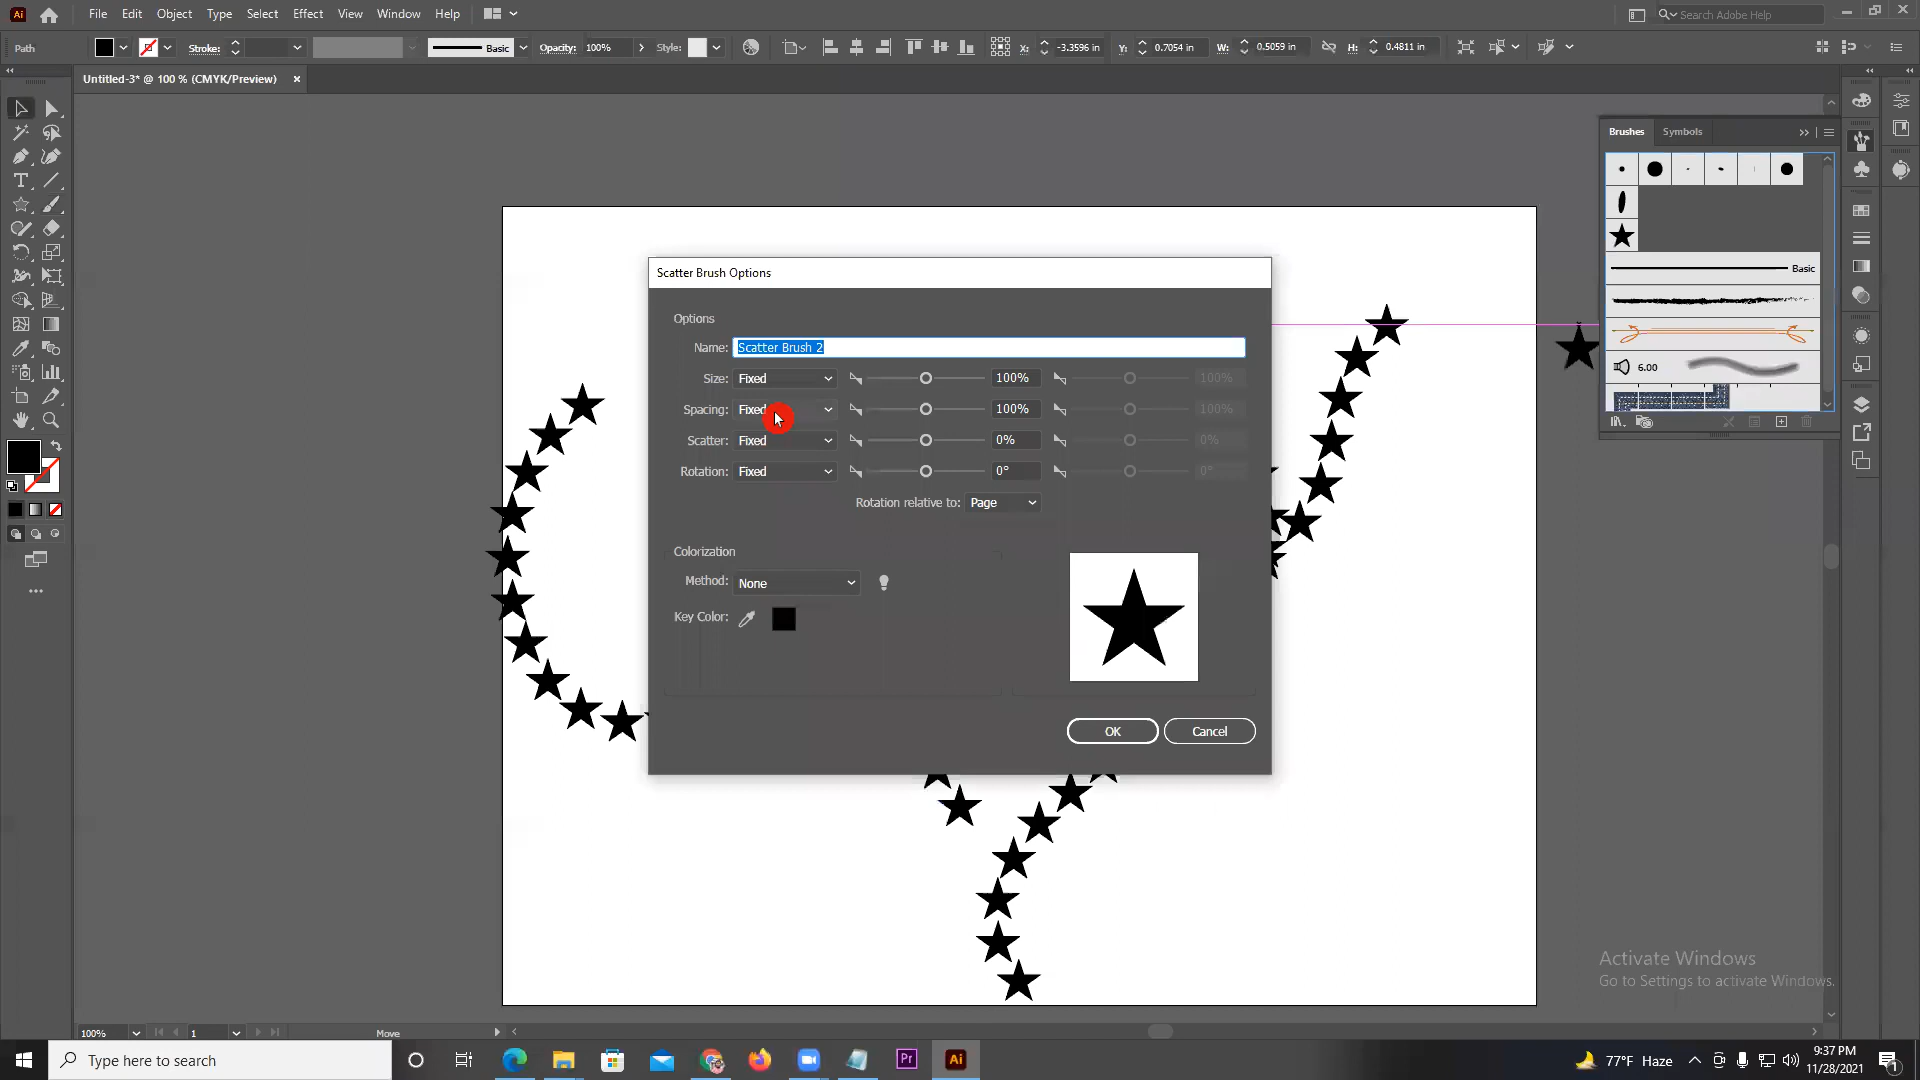 Ai File Edit Object Type Select Effect View Window Help Search Adobe Help
Path Stroke: Basic Opacity: 100% Style: X: -3.3596 in Y: 0.7054 in W: 0.5059 in H: 0.4811 in
Untitled-3* @ 100 % (CMYK/Preview)
Brushes Symbols
Basic
6.00
Scatter Brush Options
Options
Name: Scatter Brush 2
Size: Fixed 100% 100%
Spacing: Fixed 100% 100%
Scatter: Fixed 0% 0%
Rotation: Fixed 0° 0°
Rotation relative to: Page
Colorization
Method: None
Key Color:
OK Cancel
Activate Windows
Go to Settings to activate Windows.
100% 1 Move
Type here to search Pr Ai 77°F Haze 9:37 PM
11/28/2021 1